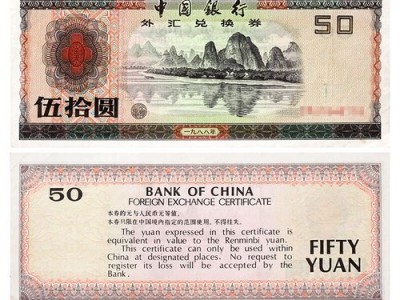 中国银行
外汇兑换券
50
伍拾圆
一九八八年
50
BANK OF CHINA
FOREIGN EXCHANGE CERTIFICATE
本券的元与人民币元等值。
本券只限在中国境内指定的范围使用,不得挂失。
The yuan expressed in this certificate is
equivalent in value to the Renminbi yuan.
This certificate can only be used within
China at designated places. No request to
register its loss will be accepted by the
Bank.
FIFTY
YUAN